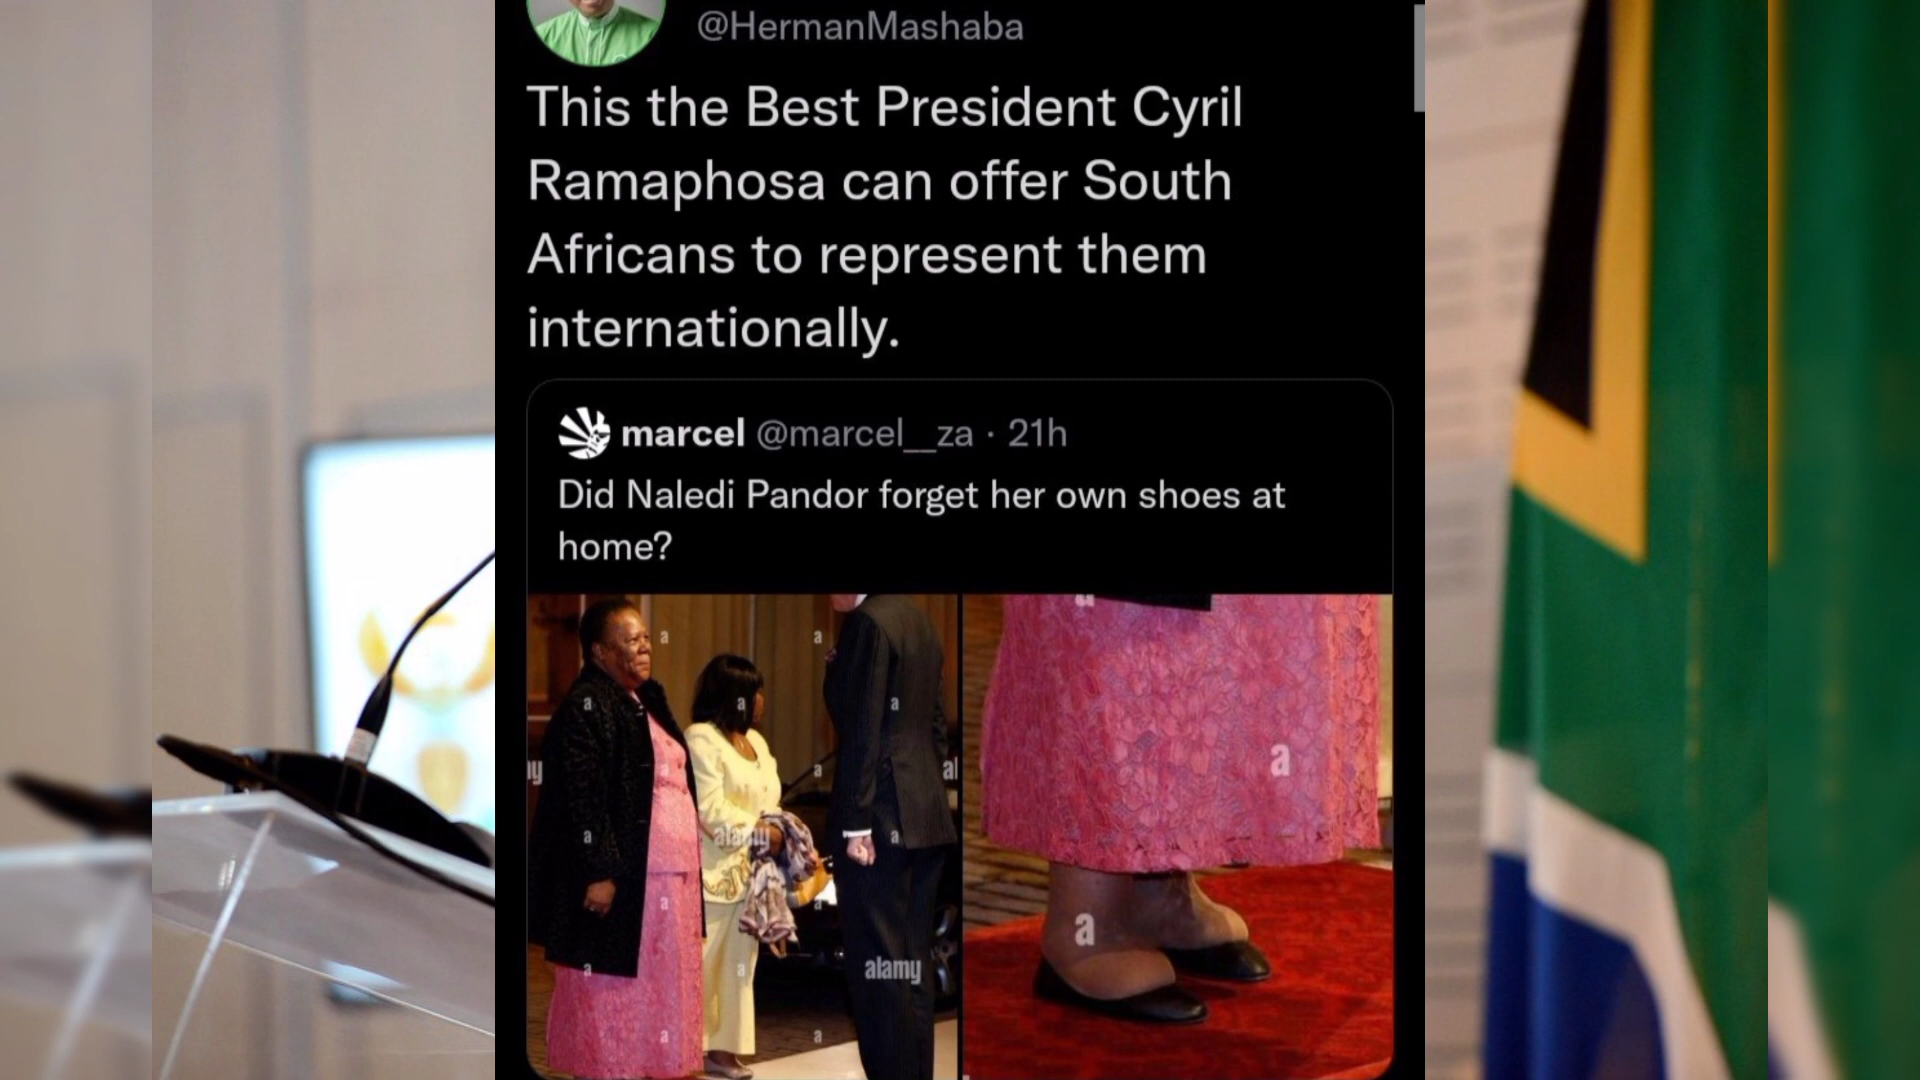 @HermanMashaba
This the Best President Cyril
Ramaphosa can offer South
Africans to represent them
internationally.
marcel @marcel__za · 21h
Did Naledi Pandor forget her own shoes at
home?
a
a
a
a
a
a
a
a
alamy
a
a
a
a
a
alamy
a
a
a
a
a